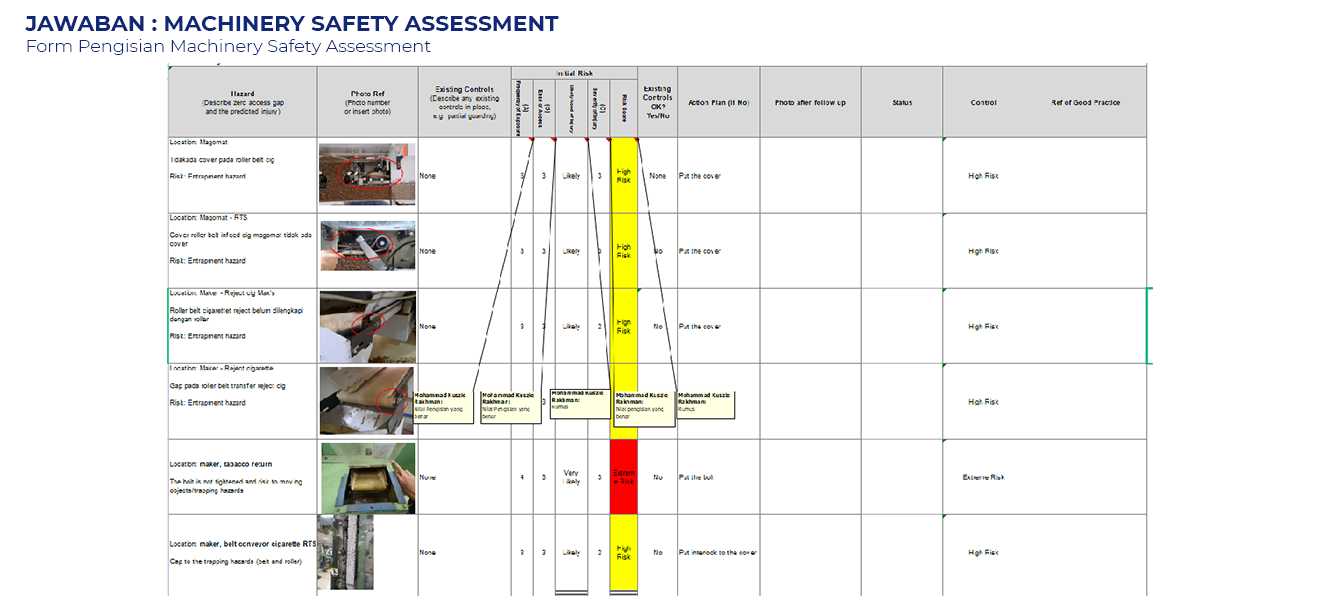 JAWABAN : MACHINERY SAFETY ASSESSMENT
Form Pengisian Machinery Safety Assessment
Hazard
(Describe zero access gap
and the predicted injury')
Photo Ref
(Photo number
or insert photo)
Existing Controls
(Describe any existing
controls in place,
e.g. partial guarding)
Initial Risk
Frequency of Exposure
(A)
Ease of Access
(B)
Likely hood of Injury
Severity of Injury
(C)
Risk Score
Existing
Controls
OK?
Yes/No
Action Plan (If No)
Photo after follow up
Status
Control
Ref of Good Practice
Location: Magomat
Tidakada cover pada roller belt cig
Risk: Entrapment hazard
None
3
3
Likely
3
High
Risk
None
Put the cover
High Risk
Location: Magomat - RTS
Cover roller belt infeed cig magomat tidak ada
cover
Risk: Entrapment hazard
None
3
3
Likely
3
High
Risk
No
Put the cover
High Risk
Location: Maker - Reject cig Max's
Roller belt cigarettet reject belum dilengkapi
dengan roller
Risk: Entrapment hazard
None
3
3
Likely
2
High
Risk
No
Put the cover
High Risk
Location: Maker - Reject cigarette
Gap pada roller belt transfer reject cig
Risk: Entrapment hazard
Mohammad Kuszie
Rakhman:
Nilai Pengisian yang
benar
Mohammad Kuszie
Rakhman:
Nilai Pengisian yang
benar
3
Mohammad Kuszie
Rakhman:
Rumus
Mohammad Kuszie
Rakhman:
Nilai pengisian yang
benar
Mohammad Kuszie
Rakhman:
Rumus
High Risk
Location: maker, tabacco return
The bolt is not tightened and risk to moving
objects/trapping hazards
None
4
3
Very
Likely
3
Extrem
e Risk
No
Put the bolt
Extreme Risk
Location: maker, belt conveyor cigarette RTS
Gap to the trapping hazards (belt and roller)
None
3
3
Likely
2
High
Risk
No
Put interlock to the cover
High Risk